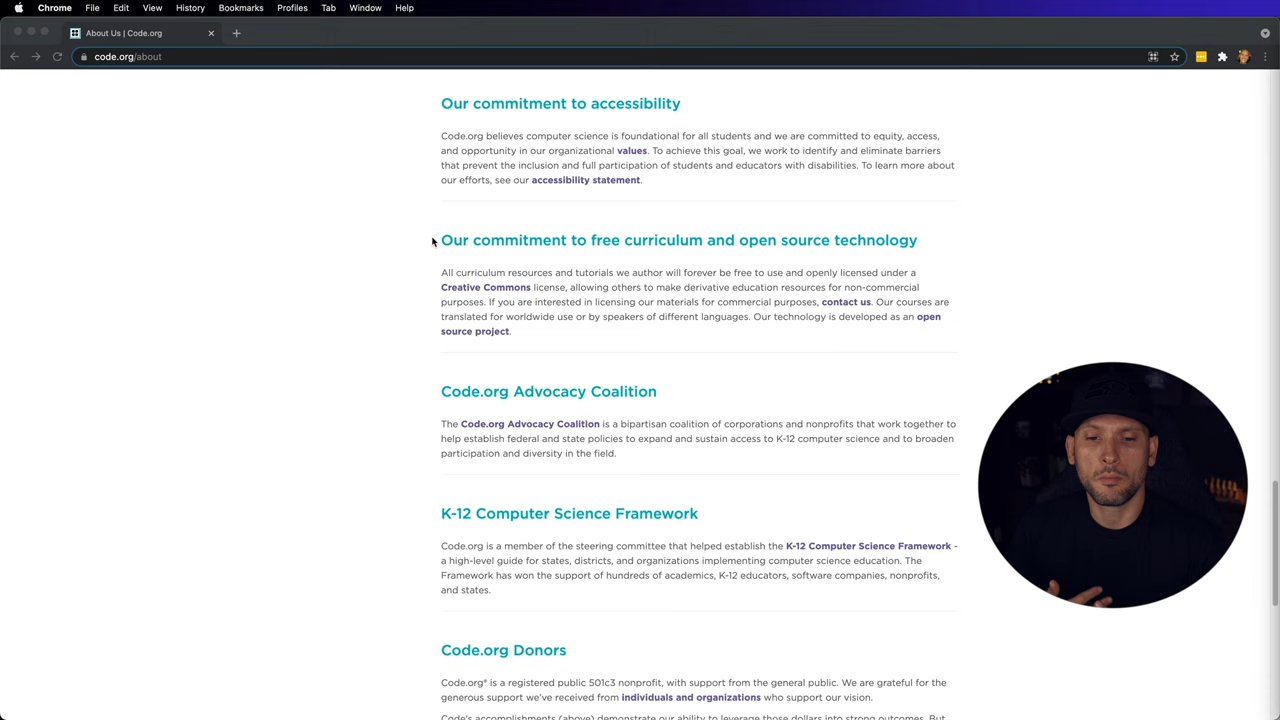 Chrome File Edit View History Bookmarks Profiles Tab Window Help
About Us | Code.org
code.org/about
Our commitment to accessibility
Code.org believes computer science is foundational for all students and we are committed to equity, access,
and opportunity in our organizational values. To achieve this goal, we work to identify and eliminate barriers
that prevent the inclusion and full participation of students and educators with disabilities. To learn more about
our efforts, see our accessibility statement.
Our commitment to free curriculum and open source technology
All curriculum resources and tutorials we author will forever be free to use and openly licensed under a
Creative Commons license, allowing others to make derivative education resources for non-commercial
purposes. If you are interested in licensing our materials for commercial purposes, contact us. Our courses are
translated for worldwide use or by speakers of different languages. Our technology is developed as an open
source project.
Code.org Advocacy Coalition
The Code.org Advocacy Coalition is a bipartisan coalition of corporations and nonprofits that work together to
help establish federal and state policies to expand and sustain access to K-12 computer science and to broaden
participation and diversity in the field.
K-12 Computer Science Framework
Code.org is a member of the steering committee that helped establish the K-12 Computer Science Framework -
a high-level guide for states, districts, and organizations implementing computer science education. The
Framework has won the support of hundreds of academics, K-12 educators, software companies, nonprofits,
and states.
Code.org Donors
Code.org® is a registered public 501c3 nonprofit, with support from the general public. We are grateful for the
generous support we've received from individuals and organizations who support our vision.
Code's accomplishments (above) demonstrate our ability to leverage those dollars into strong outcomes. But